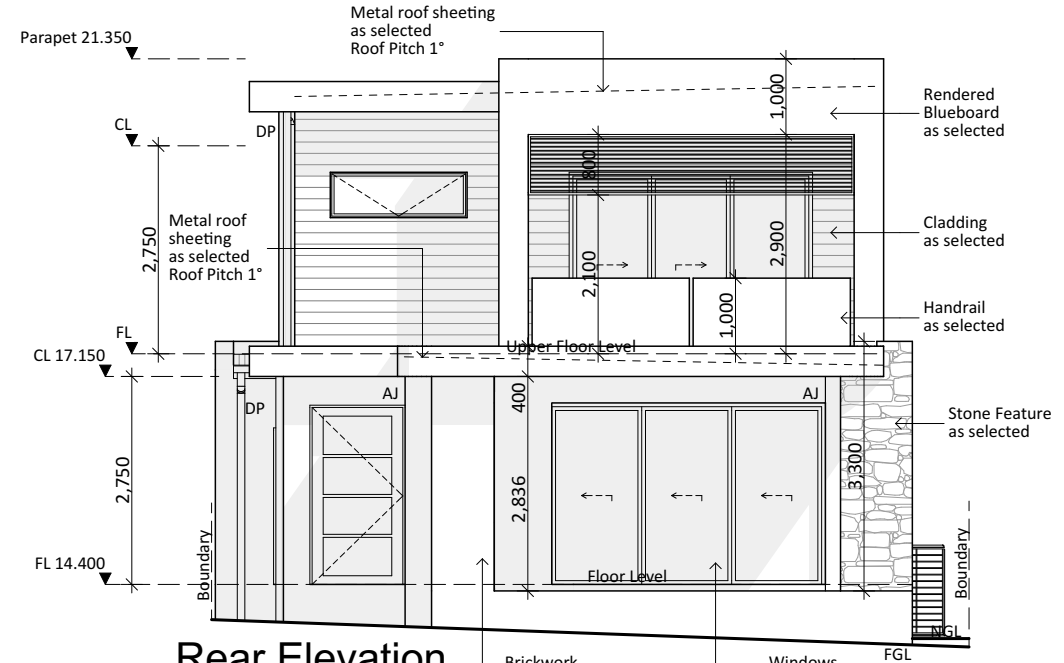 Metal roof sheeting
as selected
Roof Pitch 1°
Parapet 21.350
1,000
Rendered
Blueboard
as selected
CL
DP
800
2,750
Metal roof
sheeting
as selected
Roof Pitch 1°
Cladding
as selected
2,900
2,100
1,000
Handrail
as selected
FL
Upper Floor Level
CL 17.150
AJ
400
AJ
DP
Stone Feature
as selected
2,750
2,836
3,300
FL 14.400
Floor Level
Boundary
Boundary
NGL
FGL
Rear Elevation
Brickwork
Windows